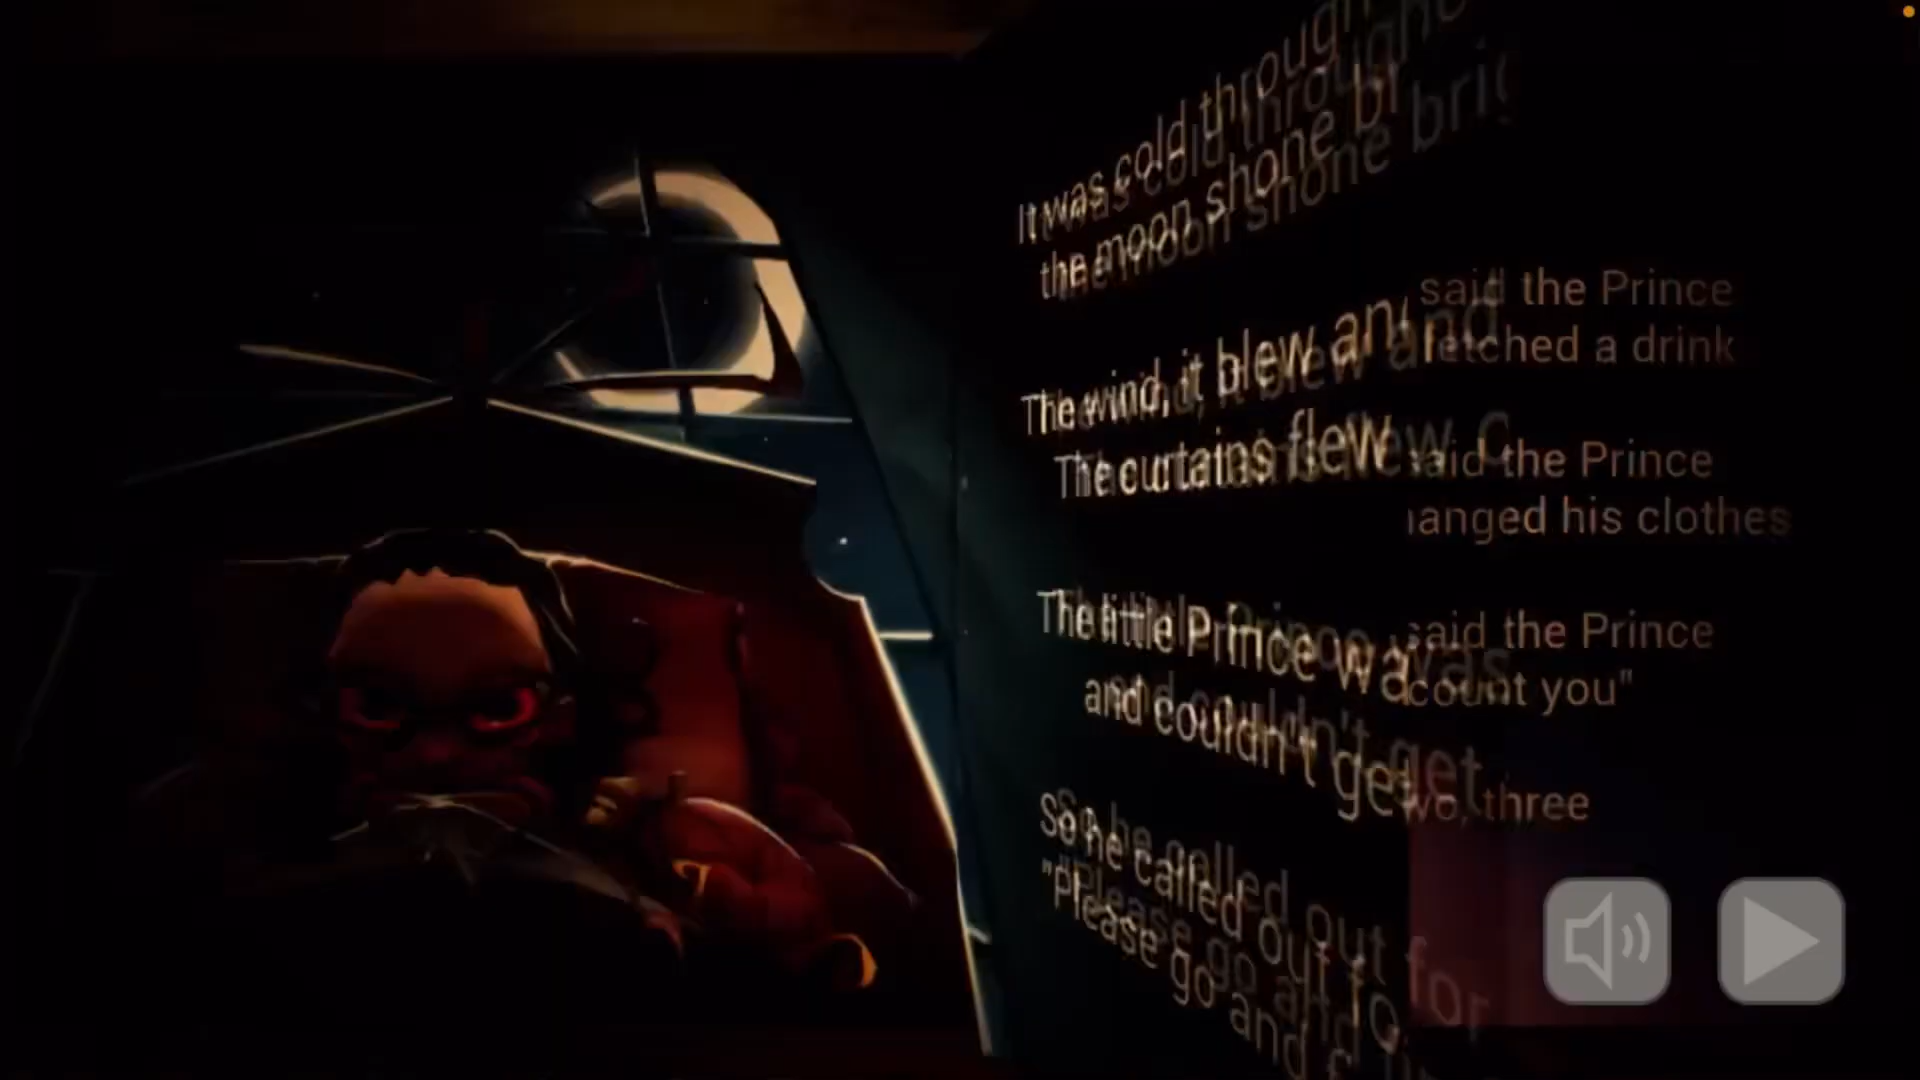 It was cold through
the moon shone bri
The wind, it blew and
The curtains flew
The little Prince was
and couldn't get
So he called out for
"Please go and
said the Prince
fetched a drink
said the Prince
hanged his clothes
said the Prince
count you"
wo, three